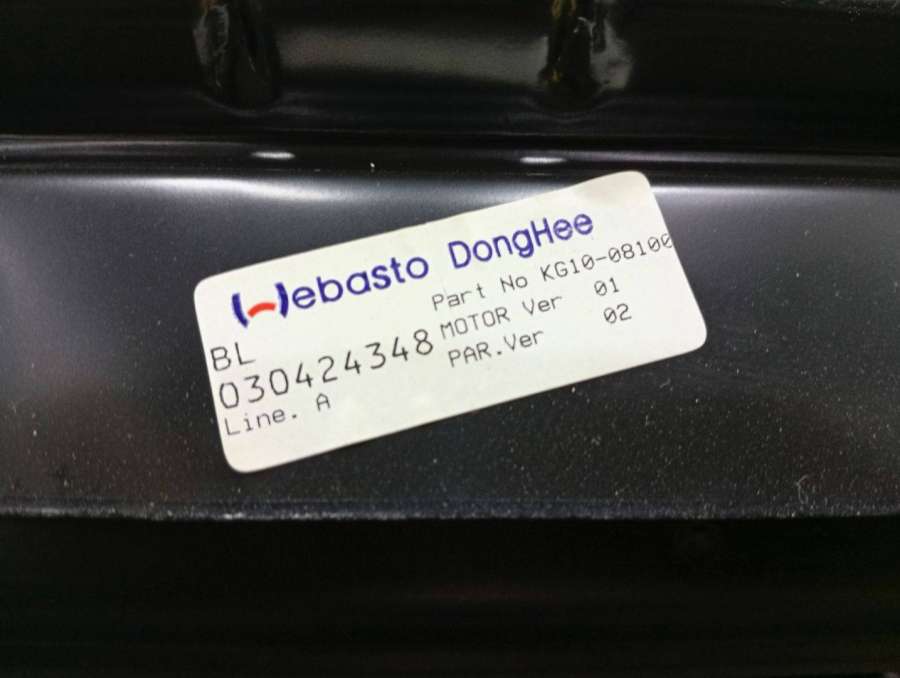 Webasto DongHee
BL
030424348
Line. A
Part No KG10-08100
MOTOR Ver 01
PAR.Ver 02